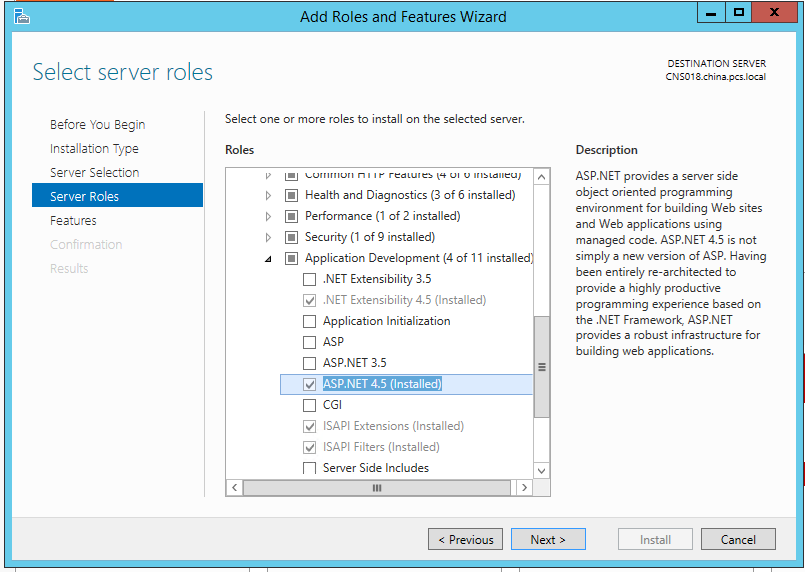 Add Roles and Features Wizard
Select server roles
DESTINATION SERVER
CNS018.china.pcs.local
Before You Begin
Installation Type
Server Selection
Server Roles
Features
Confirmation
Results
Select one or more roles to install on the selected server.
Roles
Common HTTP Features (4 of 6 installed)
Health and Diagnostics (3 of 6 installed)
Performance (1 of 2 installed)
Security (1 of 9 installed)
Application Development (4 of 11 installed)
.NET Extensibility 3.5
.NET Extensibility 4.5 (Installed)
Application Initialization
ASP
ASP.NET 3.5
ASP.NET 4.5 (Installed)
CGI
ISAPI Extensions (Installed)
ISAPI Filters (Installed)
Server Side Includes
Description
ASP.NET provides a server side
object oriented programming
environment for building Web sites
and Web applications using
managed code. ASP.NET 4.5 is not
simply a new version of ASP. Having
been entirely re-architected to
provide a highly productive
programming experience based on
the .NET Framework, ASP.NET
provides a robust infrastructure for
building web applications.
< Previous
Next >
Install
Cancel